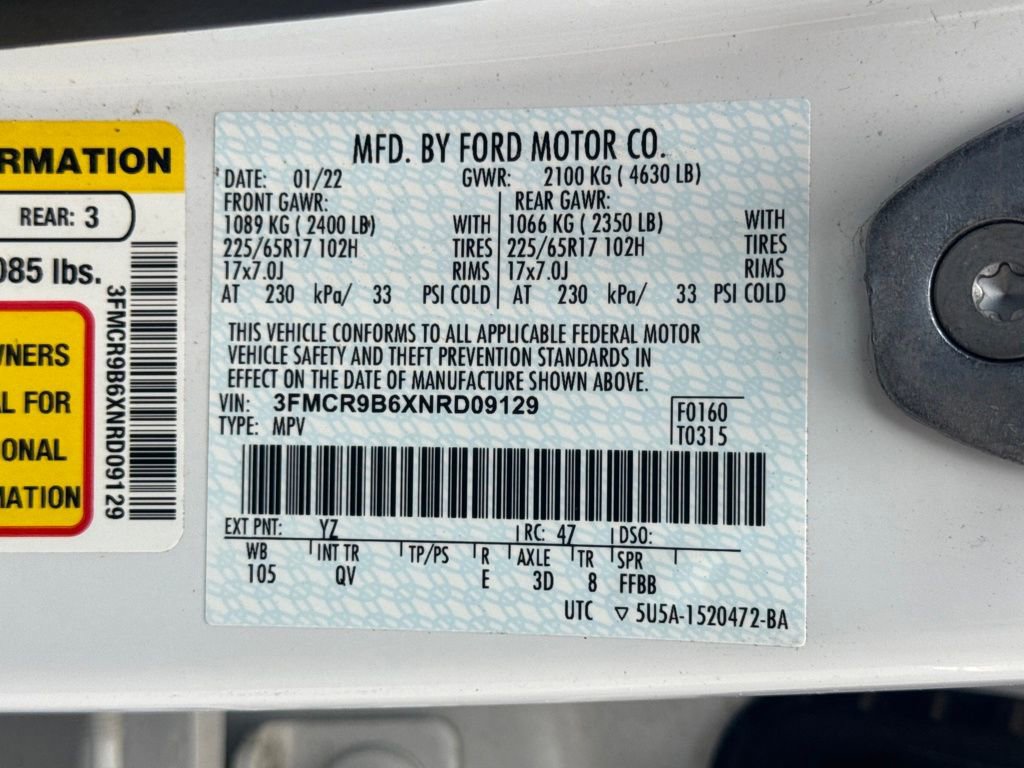 RMATION
REAR: 3
085 lbs.
WNERS
AL FOR
ONAL
MATION
3FMCR9B6XNRD09129
MFD. BY FORD MOTOR CO.
DATE: 01/22 GVWR: 2100 KG ( 4630 LB)
FRONT GAWR: REAR GAWR:
1089 KG ( 2400 LB) WITH 1066 KG ( 2350 LB) WITH
225/65R17 102H TIRES 225/65R17 102H TIRES
17x7.0J RIMS 17x7.0J RIMS
AT 230 kPa/ 33 PSI COLD AT 230 kPa/ 33 PSI COLD
THIS VEHICLE CONFORMS TO ALL APPLICABLE FEDERAL MOTOR
VEHICLE SAFETY AND THEFT PREVENTION STANDARDS IN
EFFECT ON THE DATE OF MANUFACTURE SHOWN ABOVE.
VIN: 3FMCR9B6XNRD09129 F0160
TYPE: MPV T0315
EXT PNT: YZ RC: 47 DSO:
WB INT TR TP/PS R AXLE TR SPR
105 QV E 3D 8 FFBB
UTC ▽ 5U5A-1520472-BA